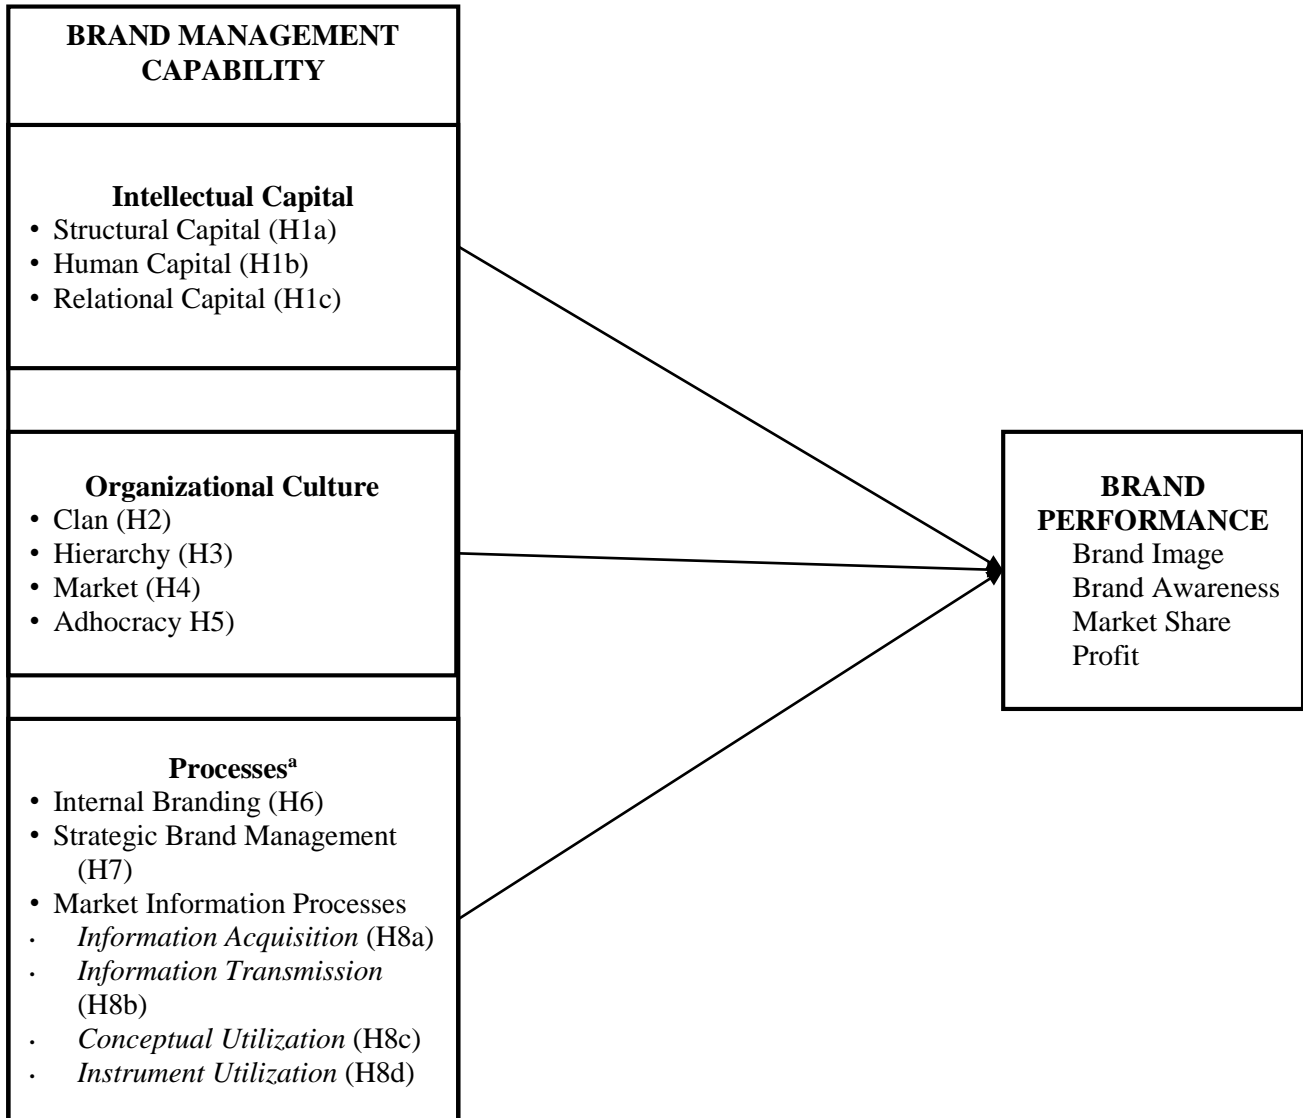 BRAND MANAGEMENT
CAPABILITY
Intellectual Capital
• Structural Capital (H1a)
• Human Capital (H1b)
• Relational Capital (H1c)
Organizational Culture
• Clan (H2)
• Hierarchy (H3)
• Market (H4)
• Adhocracy H5)
Processesª
• Internal Branding (H6)
• Strategic Brand Management
(H7)
• Market Information Processes
· Information Acquisition (H8a)
· Information Transmission
(H8b)
· Conceptual Utilization (H8c)
· Instrument Utilization (H8d)
BRAND
PERFORMANCE
Brand Image
Brand Awareness
Market Share
Profit